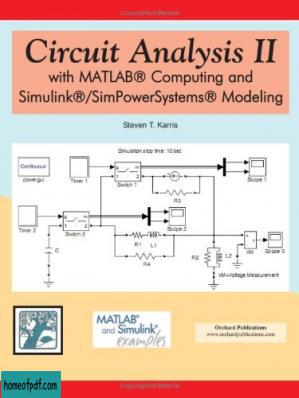 Circuit Analysis II
with MATLAB® Computing and
Simulink®/SimPowerSystems® Modeling
Steven T. Karris
Simulation stop time: 10 sec
Continuous
powergui
Timer 1
Switch 1
Scope 1
R3
Timer 2
Switch 2
Scope 2
R1
L1
R4
C
R2
L2
VM
Scope 3
VM=Voltage Measurement
MATLAB®
and Simulink®
examples
Orchard Publications
www.orchardpublications.com
homeofpdf.com